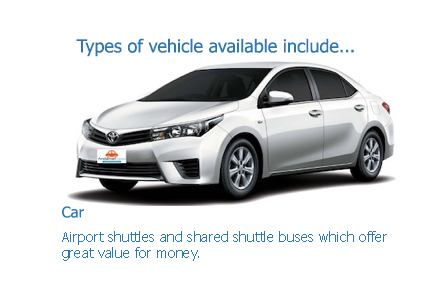 Types of vehicle available include...
Car
Airport shuttles and shared shuttle buses which offer
great value for money.